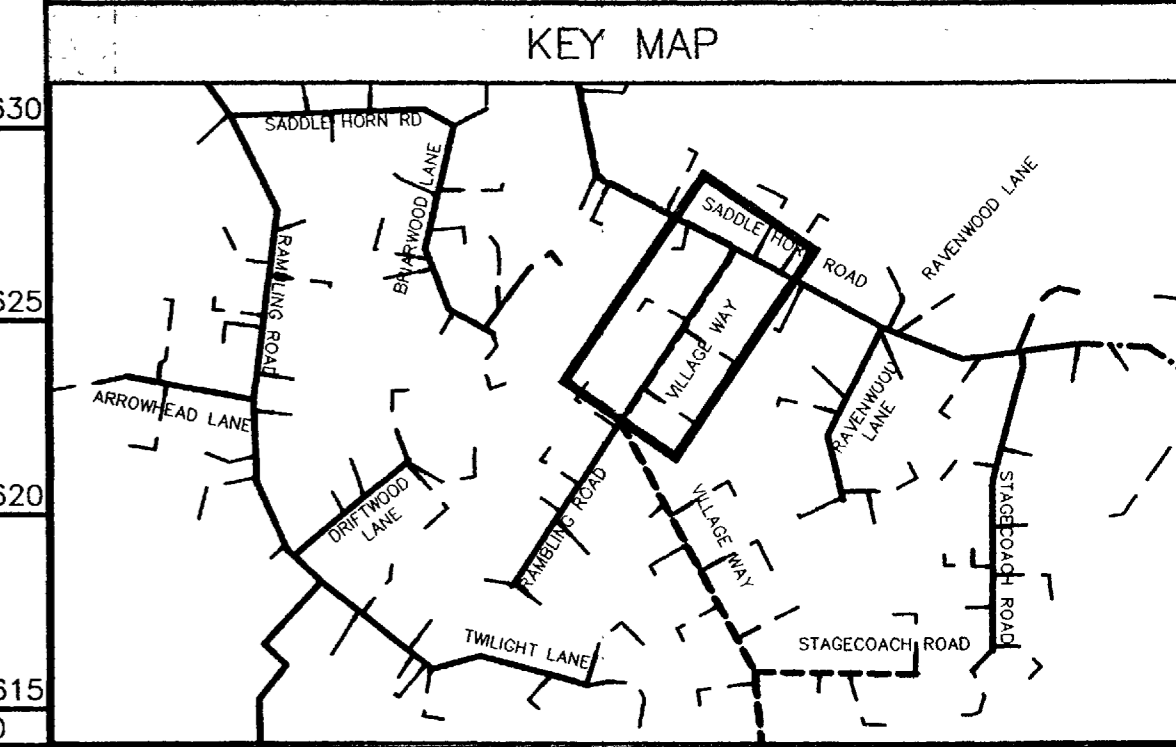 KEY MAP
630
SADDLE HORN RD
BRIARWOOD LANE
SADDLE HORN ROAD
RAVENWOOD LANE
RAMBLING ROAD
625
VILLAGE WAY
ARROWHEAD LANE
RAVENWOOD
LANE
620
DRIFTWOOD
LANE
RAMBLING ROAD
VILLAGE WAY
STAGECOACH ROAD
TWILIGHT LANE
STAGECOACH ROAD
615
0